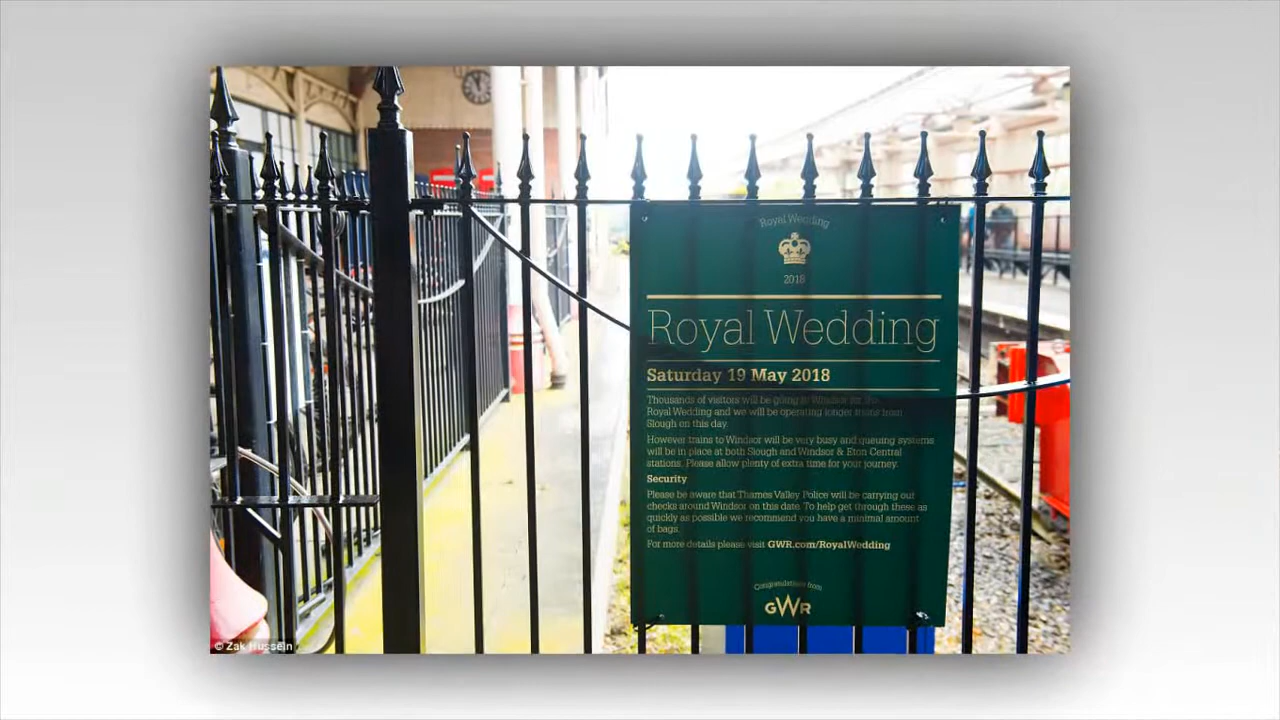 Royal Wedding
2018
Royal Wedding
Saturday 19 May 2018
Thousands of visitors will be going to Windsor for the
Royal Wedding and we will be operating longer trains from
Slough on this day.
However trains to Windsor will be very busy and queuing systems
will be in place at both Slough and Windsor & Eton Central
stations. Please allow plenty of extra time for your journey.
Security
Please be aware that Thames Valley Police will be carrying out
checks around Windsor on this date. To help get through these as
quickly as possible we recommend you have a minimal amount
of bags.
For more details please visit GWR.com/RoyalWedding
Congratulations from
GWR
© Zak Hussein